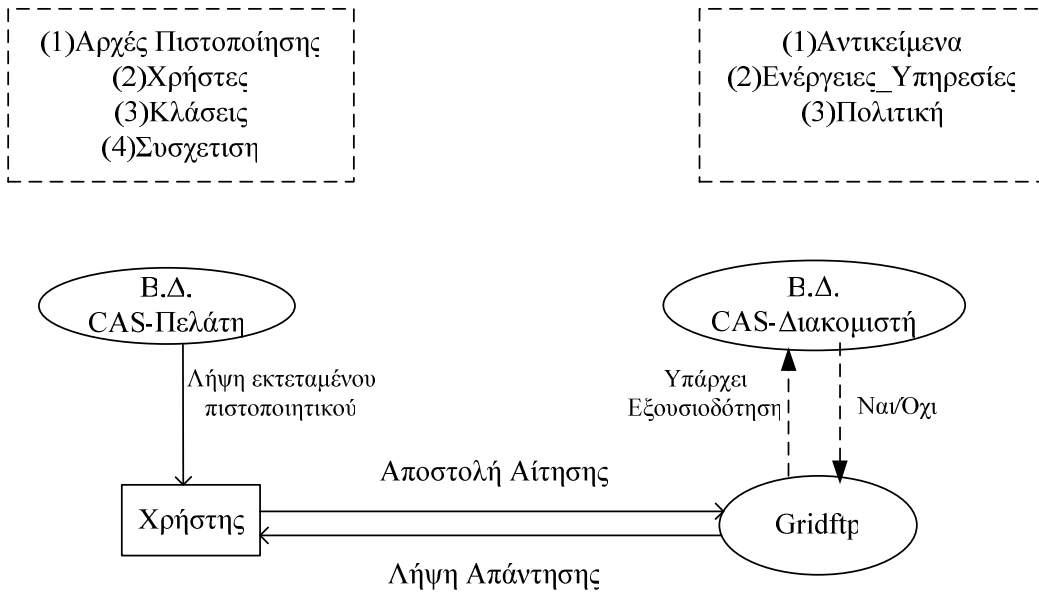 (1)Αρχές Πιστοποίησης
(2)Χρήστες
(3)Κλάσεις
(4)Συσχετιση
(1)Αντικείμενα
(2)Ενέργειες_Υπηρεσίες
(3)Πολιτική
Β.Δ.
CAS-Πελάτη
Β.Δ.
CAS-Διακομιστή
Λήψη εκτεταμένου
πιστοποιητικού
Υπάρχει
Εξουσιοδότηση
Ναι/Όχι
Αποστολή Αίτησης
Χρήστης
Gridftp
Λήψη Απάντησης